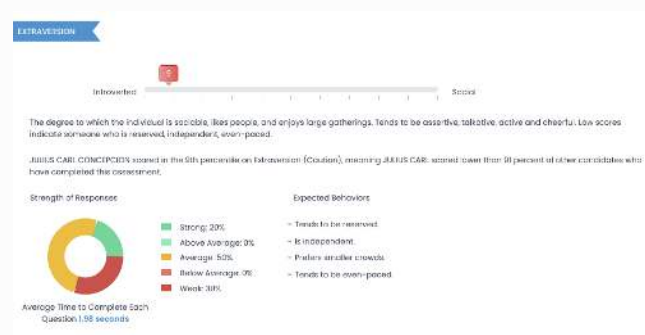 EXTRAVERSION
9
Introverted
Social
The degree to which the individual is sociable, likes people, and enjoys large gatherings. Tends to be assertive, talkative, active and cheerful. Low scores
indicate someone who is reserved, independent, even-paced.
JULIUS CARL CONCEPCION scored in the 9th percentile on Extraversion (Caution), meaning JULIUS CARL scored lower than 91 percent of other candidates who
have completed this assessment.
Strength of Responses
Expected Behaviors
Strong: 20%
Above Average: 0%
Average: 50%
Below Average: 0%
Weak: 30%
- Tends to be reserved.
- Is independent.
- Prefers smaller crowds.
- Tends to be even-paced.
Average Time to Complete Each
Question 1.98 seconds